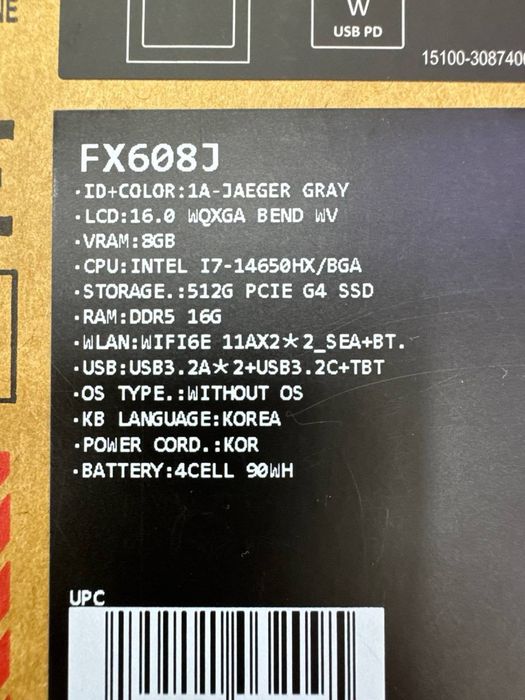 W
USB PD
15100-3087400
FX608J
·ID+COLOR:1A-JAEGER GRAY
·LCD:16.0 WQXGA BEND WV
·VRAM:8GB
·CPU:INTEL I7-14650HX/BGA
·STORAGE.:512G PCIE G4 SSD
·RAM:DDR5 16G
·WLAN:WIFI6E 11AX2*2_SEA+BT.
·USB:USB3.2A*2+USB3.2C+TBT
·OS TYPE.:WITHOUT OS
·KB LANGUAGE:KOREA
·POWER CORD.:KOR
·BATTERY:4CELL 90WH
UPC